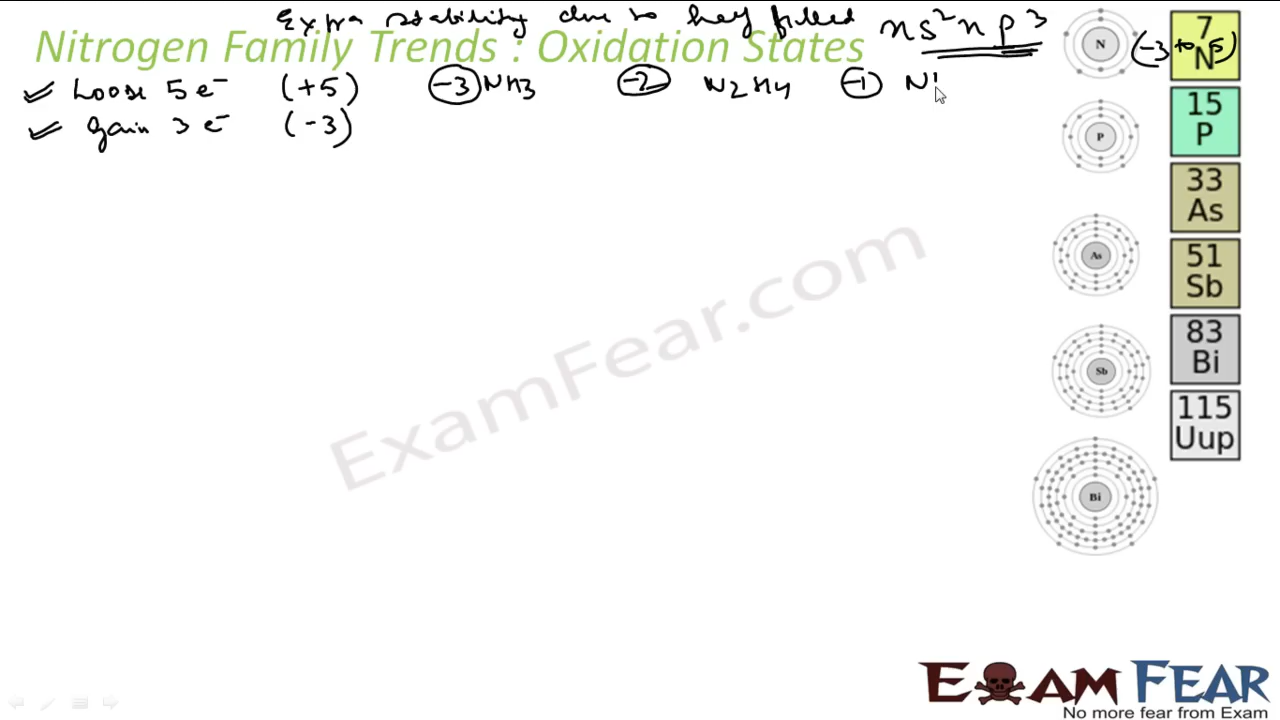 Extra stability due to half filled ns²np³
Nitrogen Family Trends : Oxidation States
Loose 5e⁻ (+5) -3 NH3 -2 N2H4 -1 N
gain 3e⁻ (-3)
(-3 to 5)
7
N
15
P
33
As
51
Sb
83
Bi
115
Uup
N
P
As
Sb
Bi
ExamFear.com
EXAM FEAR
No more fear from Exam